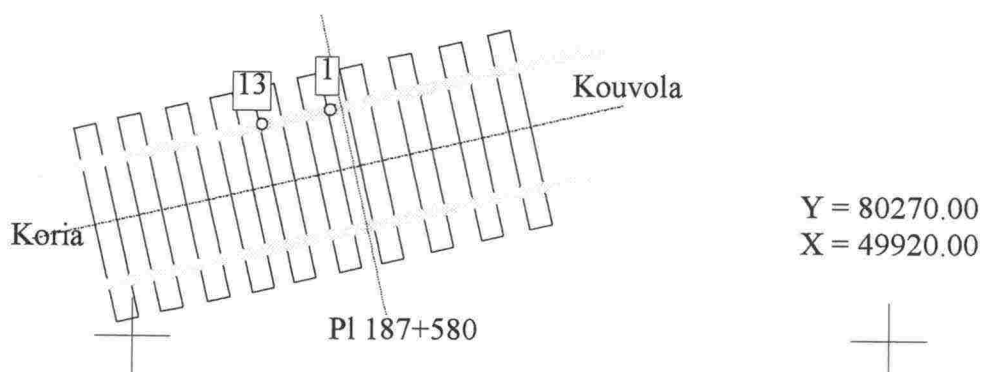 1
13
Kouvola
Koria
Y = 80270.00
X = 49920.00
Pl 187+580